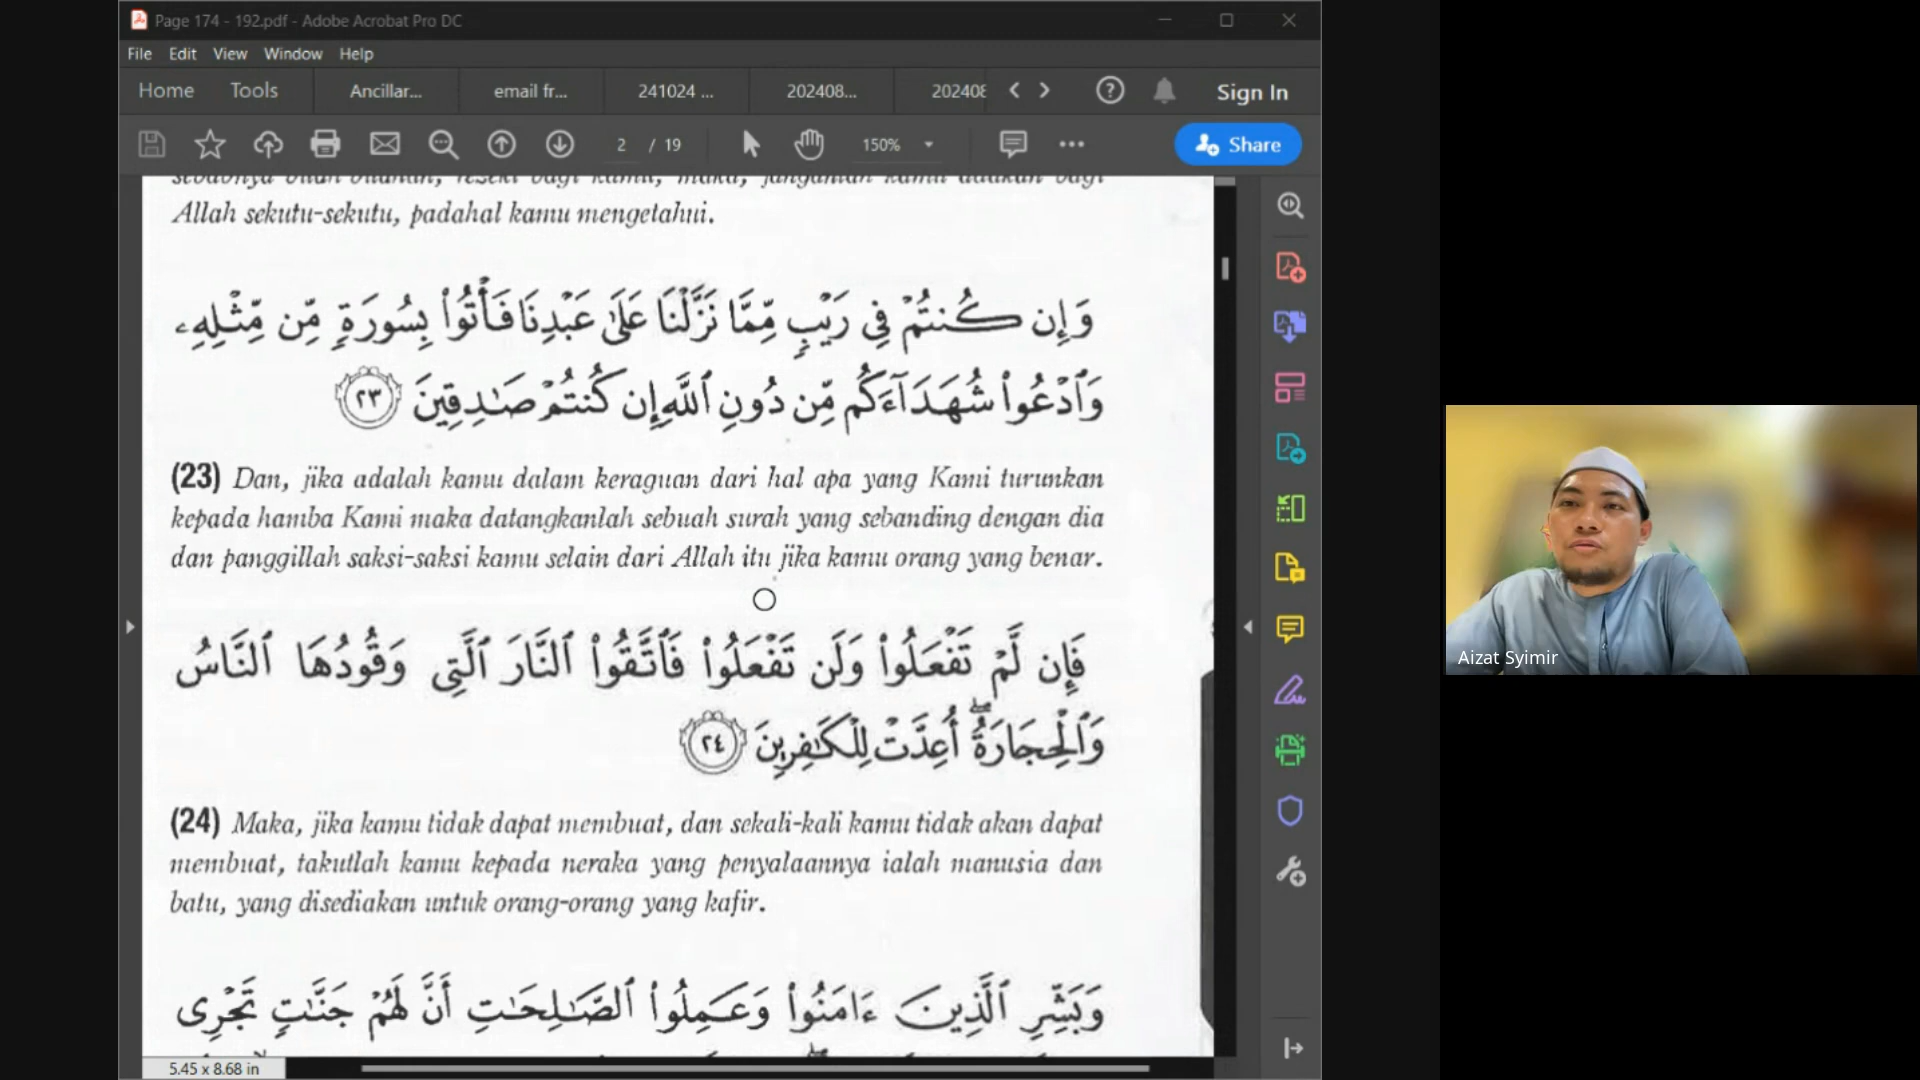 Page 174 - 192.pdf - Adobe Acrobat Pro DC
File Edit View Window Help
Home Tools Ancillar... email fr... 241024 ... 202408... 202408 Sign In
2 / 19 150% Share
Allah sekutu-sekutu, padahal kamu mengetahui.
وَإِن كُنتُمْ فِي رَيْبٍ مِّمَّا نَزَّلْنَا عَلَىٰ عَبْدِنَا فَأْتُوا۟ بِسُورَةٍ مِّن مِّثْلِهِۦ
وَٱدْعُوا۟ شُهَدَآءَكُم مِّن دُونِ ٱللَّهِ إِن كُنتُمْ صَـٰدِقِينَ ٢٣
(23) Dan, jika adalah kamu dalam keraguan dari hal apa yang Kami turunkan
kepada hamba Kami maka datangkanlah sebuah surah yang sebanding dengan dia
dan panggillah saksi-saksi kamu selain dari Allah itu jika kamu orang yang benar.
فَإِن لَّمْ تَفْعَلُوا۟ وَلَن تَفْعَلُوا۟ فَٱتَّقُوا۟ ٱلنَّارَ ٱلَّتِى وَقُودُهَا ٱلنَّاسُ
وَٱلْحِجَارَةُ ۖ أُعِدَّتْ لِلْكَـٰفِرِينَ ٢٤
(24) Maka, jika kamu tidak dapat membuat, dan sekali-kali kamu tidak akan dapat
membuat, takutlah kamu kepada neraka yang penyalaannya ialah manusia dan
batu, yang disediakan untuk orang-orang yang kafir.
وَبَشِّرِ ٱلَّذِينَ ءَامَنُوا۟ وَعَمِلُوا۟ ٱلصَّـٰلِحَـٰتِ أَنَّ لَهُمْ جَنَّـٰتٍ تَجْرِى
5.45 x 8.68 in
Aizat Syimir